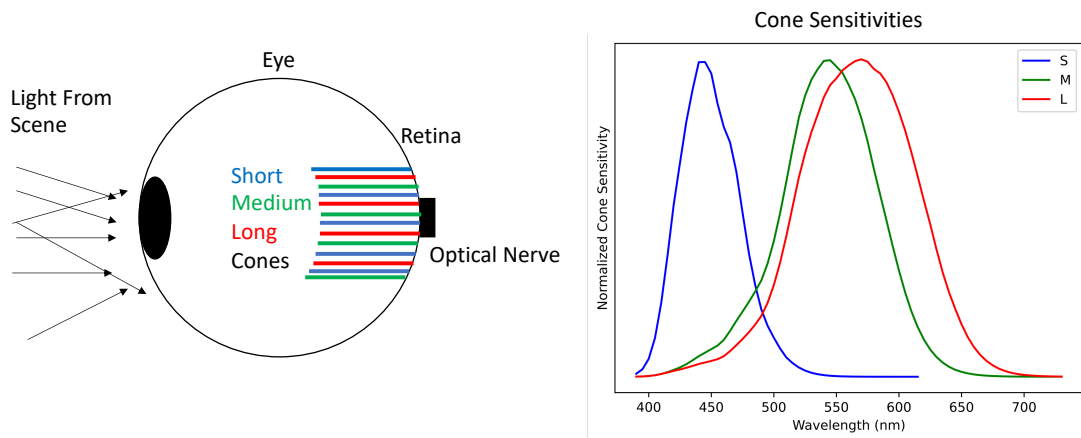 Eye
Light From
Scene
Retina
Short
Medium
Long
Cones
Optical Nerve
Cone Sensitivities
S
M
L
Normalized Cone Sensitivity
400 450 500 550 600 650 700
Wavelength (nm)